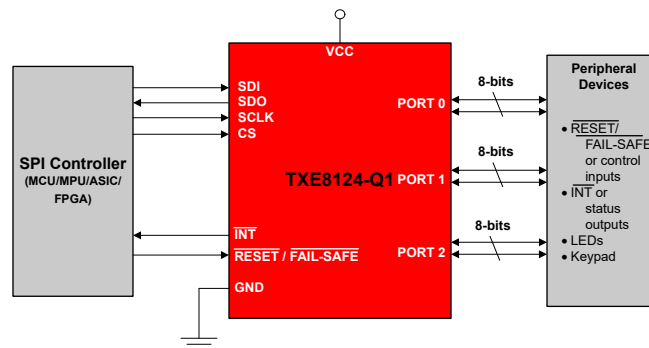 VCC
SPI Controller
(MCU/MPU/ASIC/
FPGA)
SDI
SDO
SCLK
CS
INT
RESET / FAIL-SAFE
GND
TXE8124-Q1
PORT 0
PORT 1
PORT 2
8-bits
8-bits
8-bits
Peripheral
Devices
• RESET/
FAIL-SAFE
or control
inputs
• INT or
status
outputs
• LEDs
• Keypad